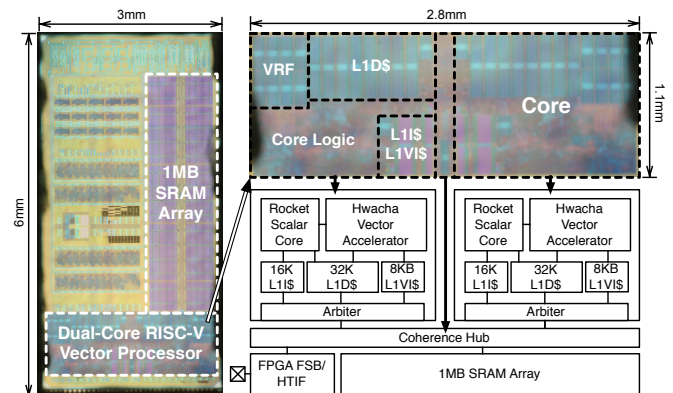 3mm
6mm
1MB
SRAM
Array
Dual-Core RISC-V
Vector Processor
2.8mm
1.1mm
VRF
L1D$
Core
Core Logic
L1I$
L1VI$
Rocket
Scalar
Core
Hwacha
Vector
Accelerator
16K
L1I$
32K
L1D$
8KB
L1VI$
Arbiter
Rocket
Scalar
Core
Hwacha
Vector
Accelerator
16K
L1I$
32K
L1D$
8KB
L1VI$
Arbiter
Coherence Hub
FPGA FSB/
HTIF
1MB SRAM Array